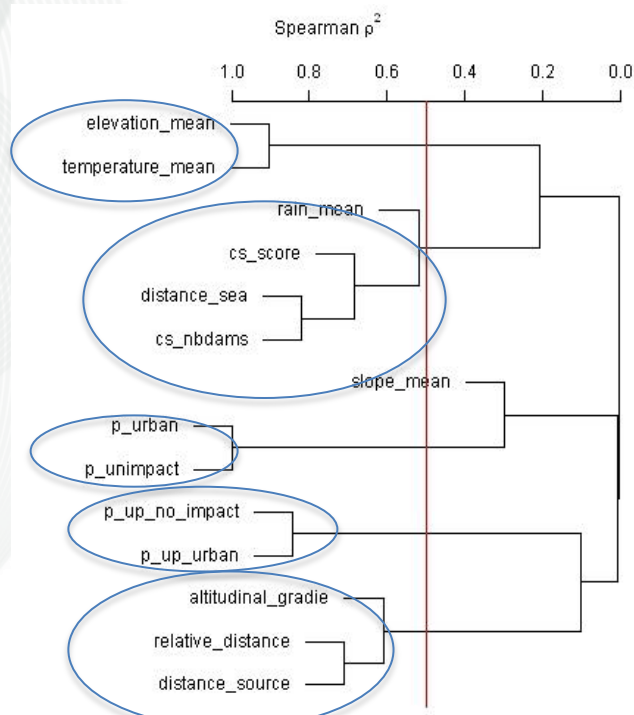 Spearman ρ²
1.0 0.8 0.6 0.4 0.2 0.0
elevation_mean
temperature_mean
rain_mean
cs_score
distance_sea
cs_nbdams
slope_mean
p_urban
p_unimpact
p_up_no_impact
p_up_urban
altitudinal_gradie
relative_distance
distance_source